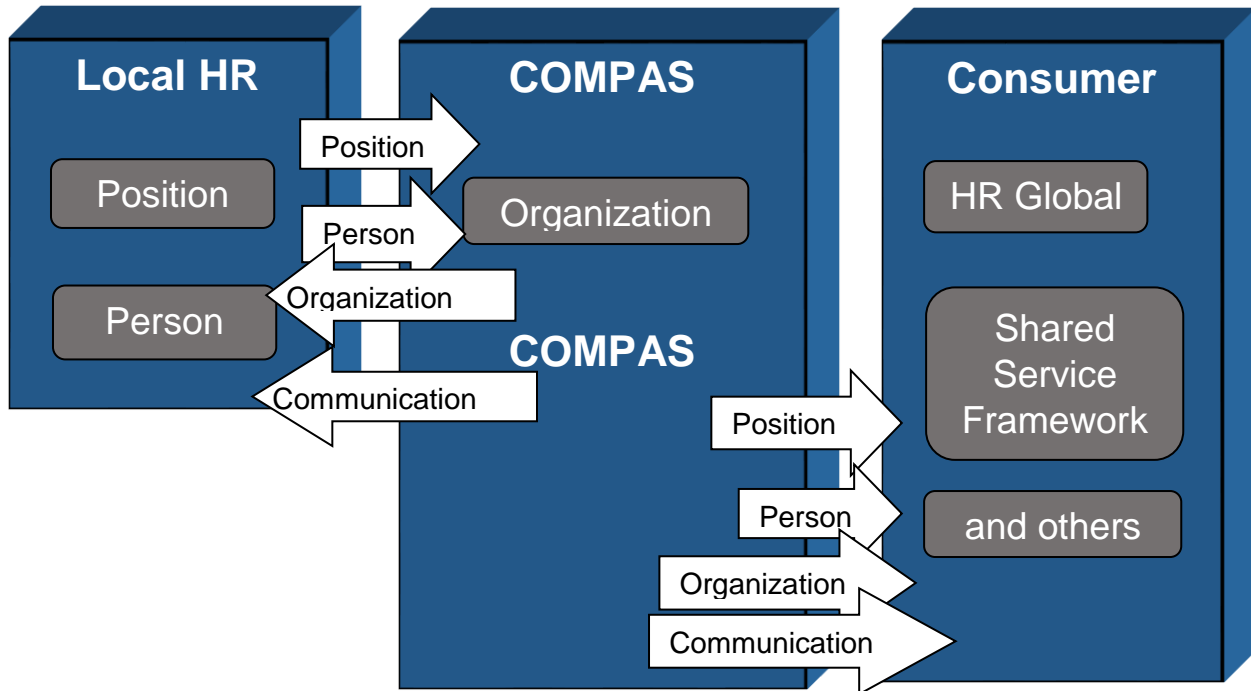 Local HR
Position
Person
Position
Person
Organization
Communication
COMPAS
Organization
COMPAS
Position
Person
Organization
Communication
Consumer
HR Global
Shared
Service
Framework
and others